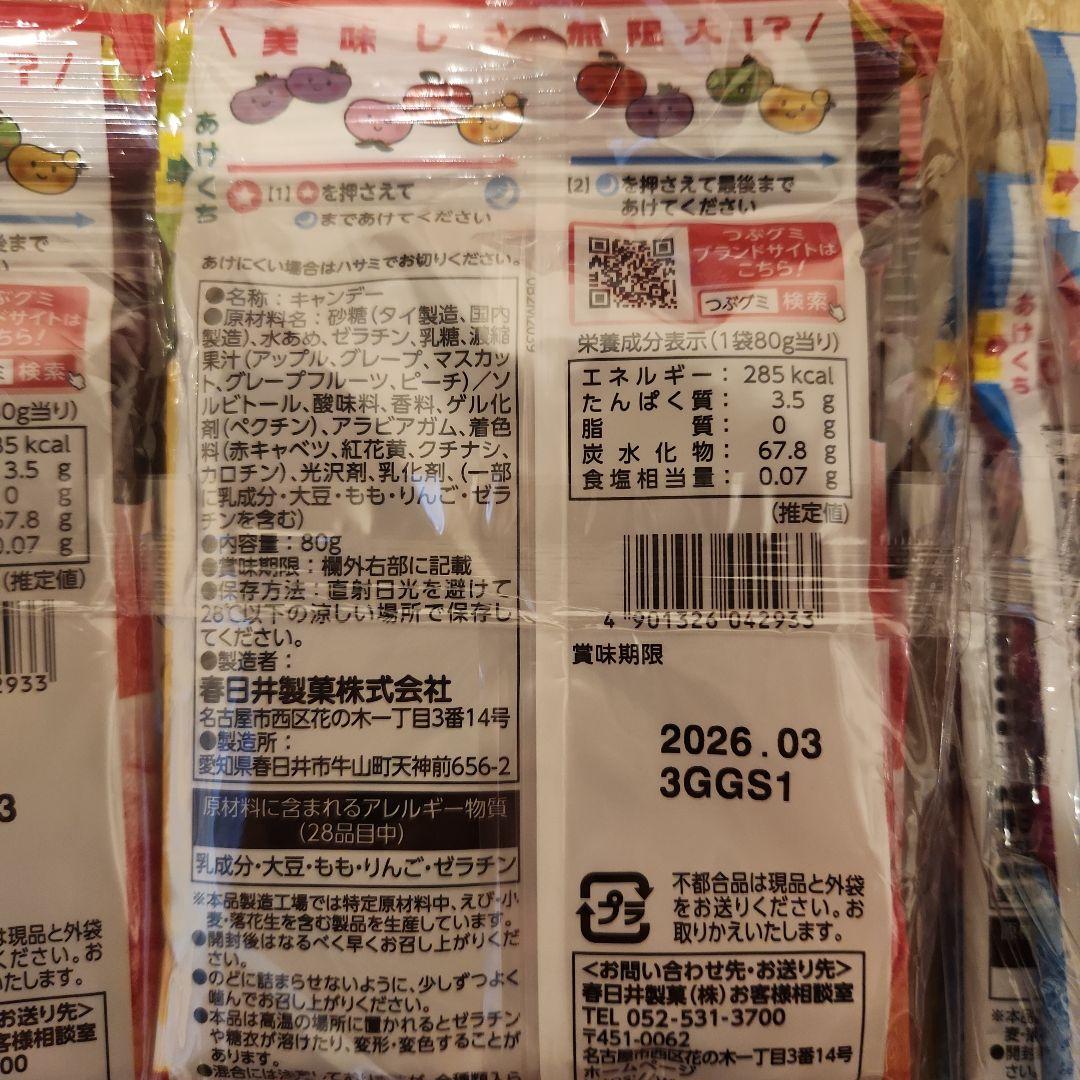 \美味しさ無限大!?/
あけくち
[1] を押さえて
まであけてください
[2] を押さえて最後まで
あけてください
あけにくい場合はハサミでお切りください。
つぶグミ
ブランドサイトは
こちら!
つぶグミ 検索
●名称:キャンデー
●原材料名:砂糖(タイ製造、国内
製造)、水あめ、ゼラチン、乳糖、濃縮
果汁(アップル、グレープ、マスカッ
ト、グレープフルーツ、ピーチ)/ソ
ルビトール、酸味料、香料、ゲル化
剤(ペクチン)、アラビアガム、着色
料(赤キャベツ、紅花黄、クチナシ、
カロチン)、光沢剤、乳化剤、(一部
に乳成分・大豆・もも・りんご・ゼラ
チンを含む)
●内容量:80g
●賞味期限:欄外右部に記載
●保存方法:直射日光を避けて
28℃以下の涼しい場所で保存し
てください。
●製造者:
春日井製菓株式会社
名古屋市西区花の木一丁目3番14号
●製造所:
愛知県春日井市牛山町天神前656-2
原材料に含まれるアレルギー物質
(28品目中)
乳成分・大豆・もも・りんご・ゼラチン
※本品製造工場では特定原材料中、えび・小
麦・落花生を含む製品を生産しています。
●開封後はなるべく早くお召し上がりくだ
さい。
●のどに詰まらせないように、少しずつよく
噛んでお召し上がりください。
●本品は高温の場所に置かれるとゼラチン
や糖衣が溶けたり、変形・変色することが
あります。
栄養成分表示(1袋80g当り)
エネルギー: 285kcal
たんぱく質: 3.5 g
脂質: 0 g
炭水化物: 67.8 g
食塩相当量: 0.07 g
(推定値)
4 901326 042933
賞味期限
2026.03
3GGS1
プラ
不都合品は現品と外袋
をお送りください。お
取りかえいたします。
<お問い合わせ先・お送り先>
春日井製菓(株)お客様相談室
TEL 052-531-3700
〒451-0062
名古屋市西区花の木一丁目3番14号
ホームページ